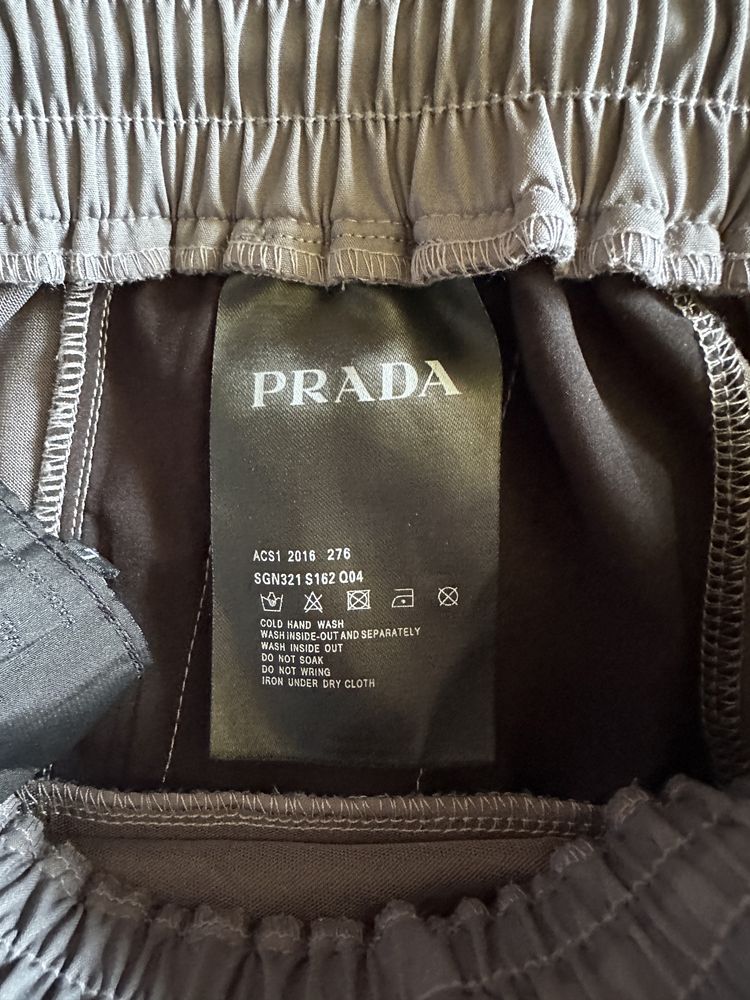 PRADA
ACS1 2016 276
SGN321 S162 Q04
COLD HAND WASH
WASH INSIDE-OUT AND SEPARATELY
WASH INSIDE OUT
DO NOT SOAK
DO NOT WRING
IRON UNDER DRY CLOTH